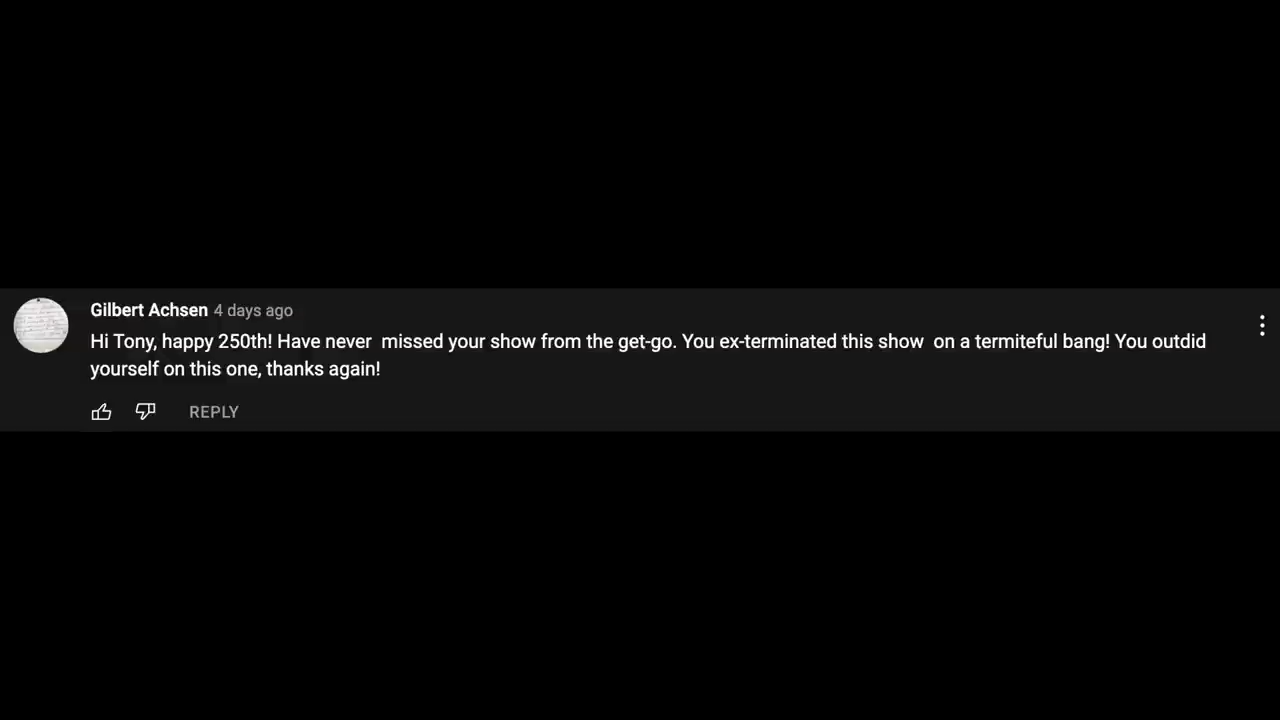 Gilbert Achsen 4 days ago
Hi Tony, happy 250th! Have never  missed your show from the get-go. You ex-terminated this show  on a termiteful bang! You outdid
yourself on this one, thanks again!
REPLY